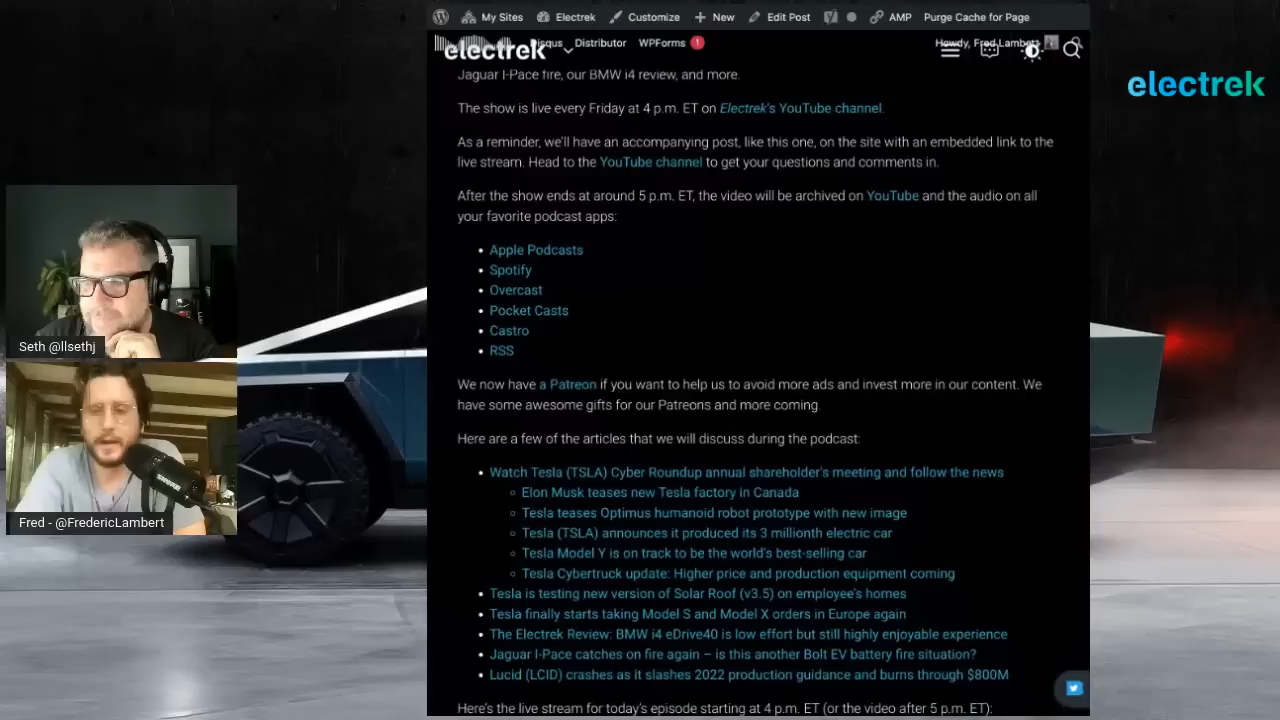 My Sites Electrek Customize New Edit Post AMP Purge Cache for Page
Disqus Distributor WPForms 1 Howdy, Fred Lambert
electrek
electrek
Jaguar I-Pace fire, our BMW i4 review, and more.
The show is live every Friday at 4 p.m. ET on Electrek's YouTube channel.
As a reminder, we'll have an accompanying post, like this one, on the site with an embedded link to the
live stream. Head to the YouTube channel to get your questions and comments in.
After the show ends at around 5 p.m. ET, the video will be archived on YouTube and the audio on all
your favorite podcast apps:
• Apple Podcasts
• Spotify
• Overcast
• Pocket Casts
• Castro
• RSS
Seth @llsethj
We now have a Patreon if you want to help us to avoid more ads and invest more in our content. We
have some awesome gifts for our Patreons and more coming.
Here are a few of the articles that we will discuss during the podcast:
• Watch Tesla (TSLA) Cyber Roundup annual shareholder's meeting and follow the news
◦ Elon Musk teases new Tesla factory in Canada
◦ Tesla teases Optimus humanoid robot prototype with new image
◦ Tesla (TSLA) announces it produced its 3 millionth electric car
◦ Tesla Model Y is on track to be the world's best-selling car
◦ Tesla Cybertruck update: Higher price and production equipment coming
• Tesla is testing new version of Solar Roof (v3.5) on employee's homes
• Tesla finally starts taking Model S and Model X orders in Europe again
• The Electrek Review: BMW i4 eDrive40 is low effort but still highly enjoyable experience
• Jaguar I-Pace catches on fire again – is this another Bolt EV battery fire situation?
• Lucid (LCID) crashes as it slashes 2022 production guidance and burns through $800M
Here's the live stream for today's episode starting at 4 p.m. ET (or the video after 5 p.m. ET):
SHURE
Fred - @FredericLambert